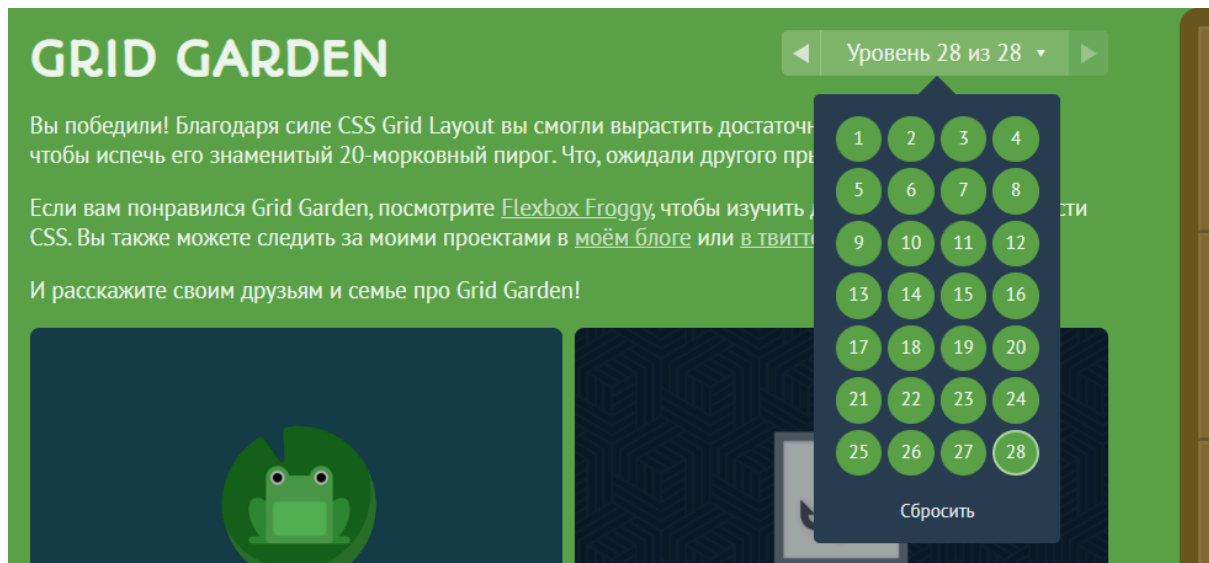 GRID GARDEN
Уровень 28 из 28
Вы победили! Благодаря силе CSS Grid Layout вы смогли вырастить
чтобы испечь его знаменитый 20-морковный пирог. Что, ожидали другого
Если вам понравился Grid Garden, посмотрите Flexbox Froggy, чтобы изучить
CSS. Вы также можете следить за моими проектами в моём блоге или в
И расскажите своим друзьям и семье про Grid Garden!
1 2 3 4
5 6 7 8
9 10 11 12
13 14 15 16
17 18 19 20
21 22 23 24
25 26 27 28
Сбросить